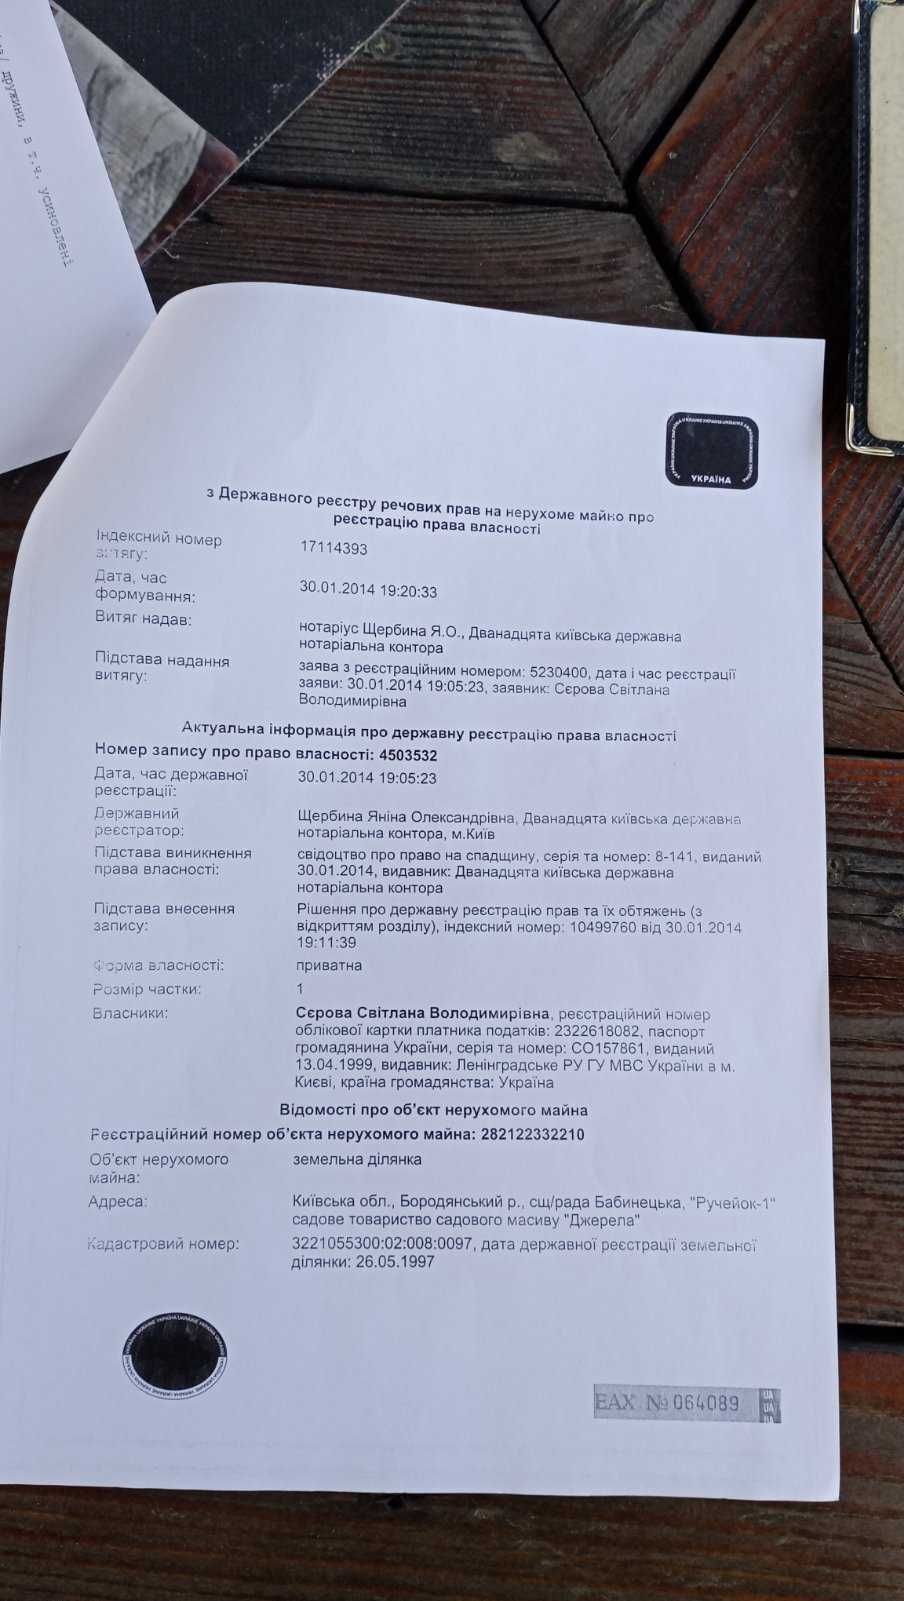 дружини, в т.ч. усиновлені
УКРАЇНА
з Державного реєстру речових прав на нерухоме майно про
реєстрацію права власності
Індексний номер
витягу:
17114393
Дата, час
формування:
30.01.2014 19:20:33
Витяг надав:
нотаріус Щербина Я.О., Дванадцята київська державна
нотаріальна контора
Підстава надання
витягу:
заява з реєстраційним номером: 5230400, дата і час реєстрації
заяви: 30.01.2014 19:05:23, заявник: Сєрова Світлана
Володимирівна
Актуальна інформація про державну реєстрацію права власності
Номер запису про право власності: 4503532
Дата, час державної
реєстрації:
30.01.2014 19:05:23
Державний
реєстратор:
Щербина Яніна Олександрівна, Дванадцята київська державна
нотаріальна контора, м.Київ
Підстава виникнення
права власності:
свідоцтво про право на спадщину, серія та номер: 8-141, виданий
30.01.2014, видавник: Дванадцята київська державна
нотаріальна контора
Підстава внесення
запису:
Рішення про державну реєстрацію прав та їх обтяжень (з
відкриттям розділу), індексний номер: 10499760 від 30.01.2014
19:11:39
Форма власності:
приватна
Розмір частки:
1
Власники:
Сєрова Світлана Володимирівна, реєстраційний номер
облікової картки платника податків: 2322618082, паспорт
громадянина України, серія та номер: СО157861, виданий
13.04.1999, видавник: Ленінградське РУ ГУ МВС України в м.
Києві, країна громадянства: Україна
Відомості про об'єкт нерухомого майна
Реєстраційний номер об'єкта нерухомого майна: 282122332210
Об'єкт нерухомого
майна:
земельна ділянка
Адреса:
Київська обл., Бородянський р., сщ/рада Бабинецька, "Ручейок-1"
садове товариство садового масиву "Джерела"
Кадастровий номер:
3221055300:02:008:0097, дата державної реєстрації земельної
ділянки: 26.05.1997
ЕАХ № 064089
UA
UA